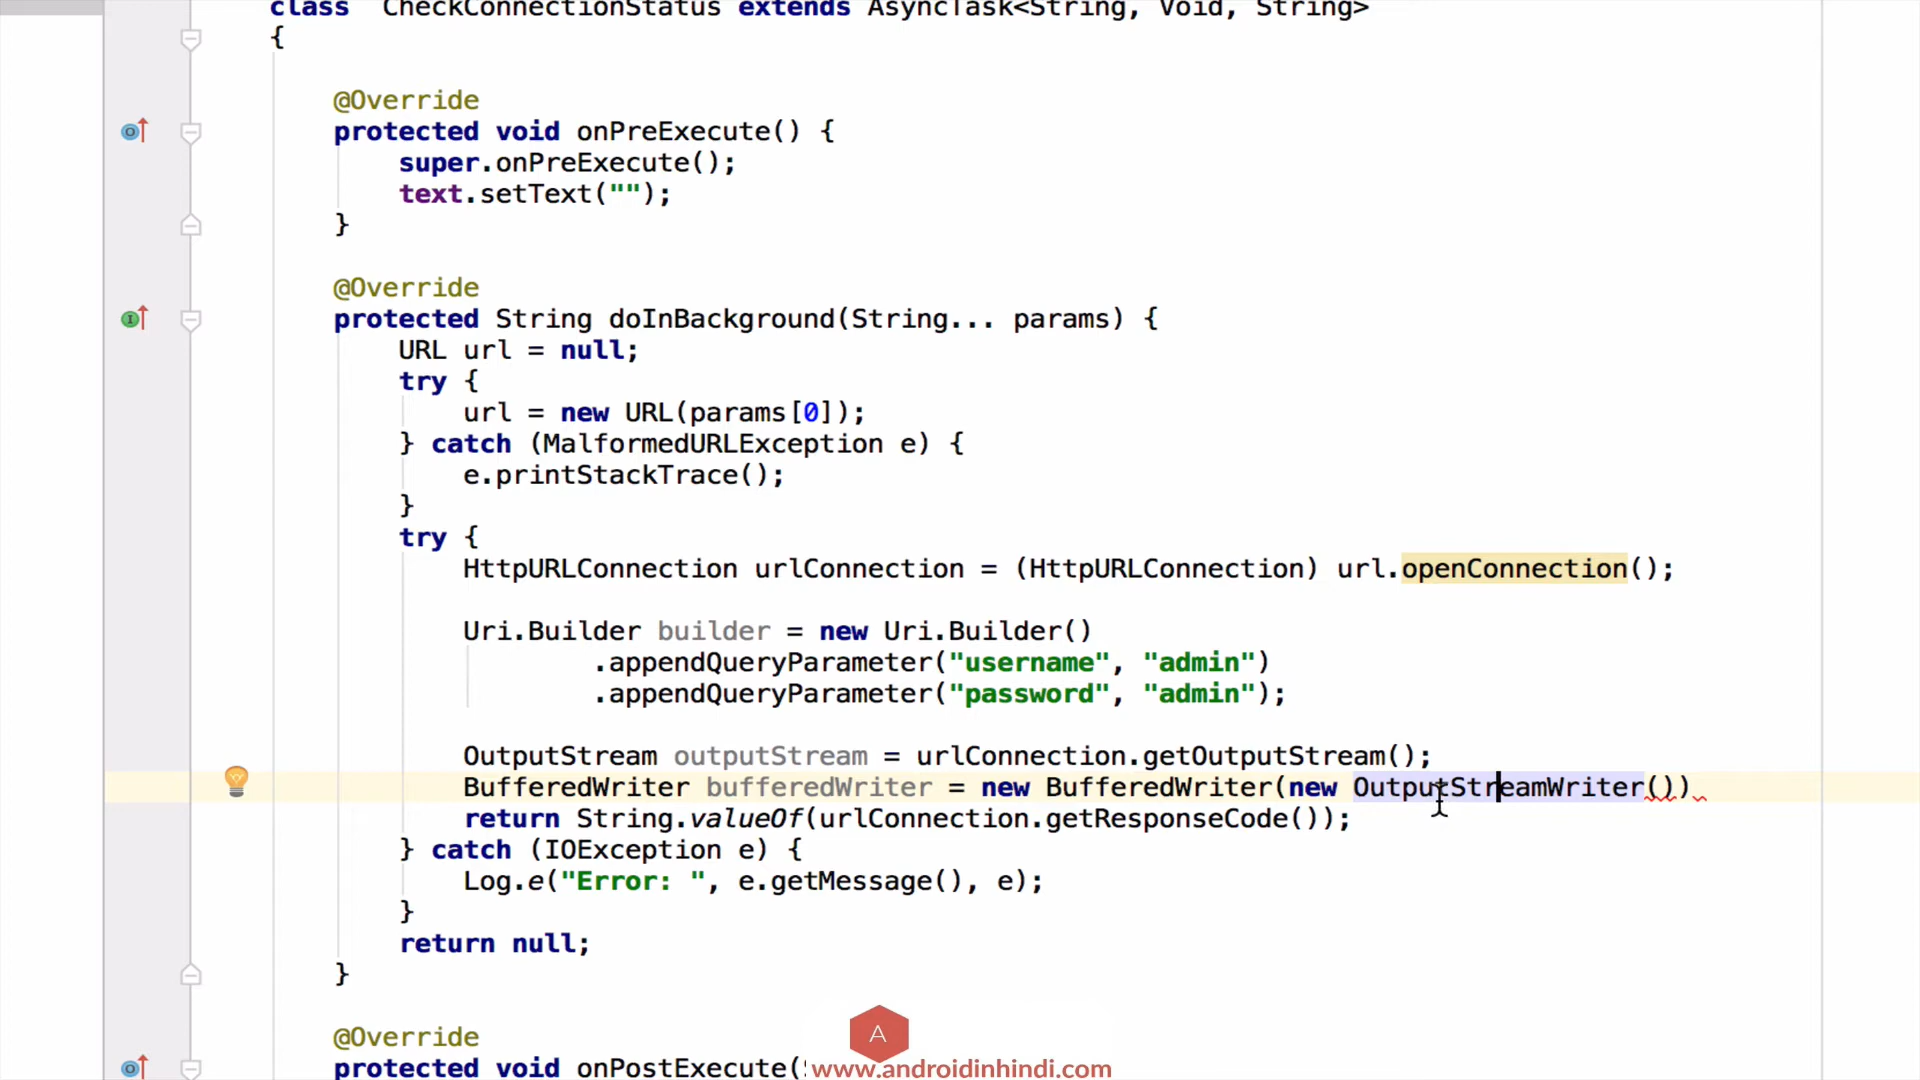 class CheckConnectionStatus extends AsyncTask<String, Void, String>
{
@Override
protected void onPreExecute() {
super.onPreExecute();
text.setText("");
}
@Override
protected String doInBackground(String... params) {
URL url = null;
try {
url = new URL(params[0]);
} catch (MalformedURLException e) {
e.printStackTrace();
}
try {
HttpURLConnection urlConnection = (HttpURLConnection) url.openConnection();
Uri.Builder builder = new Uri.Builder()
.appendQueryParameter("username", "admin")
.appendQueryParameter("password", "admin");
OutputStream outputStream = urlConnection.getOutputStream();
BufferedWriter bufferedWriter = new BufferedWriter(new OutputStreamWriter())
return String.valueOf(urlConnection.getResponseCode());
} catch (IOException e) {
Log.e("Error: ", e.getMessage(), e);
}
return null;
}
@Override
protected void onPostExecute(
A
www.androidinhindi.com